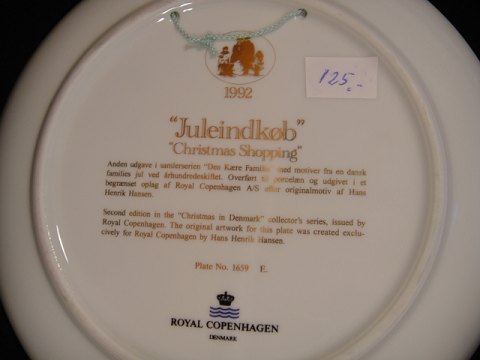 125.-
1992
"Juleindkøb"
"Christmas Shopping"
Anden udgave i samlerserien "Den Kære Familie" med motiver fra en dansk
families jul ved århundredeskiftet. Overført til porcelæn og udgivet i et
begrænset oplag af Royal Copenhagen A/S efter originalmotiv af Hans
Henrik Hansen.
Second edition in the "Christmas in Denmark" collector's series, issued by
Royal Copenhagen. The original artwork for this plate was created exclu-
cively for Royal Copenhagen by Hans Henrik Hansen.
Plate No. 1659 E.
ROYAL COPENHAGEN
DENMARK